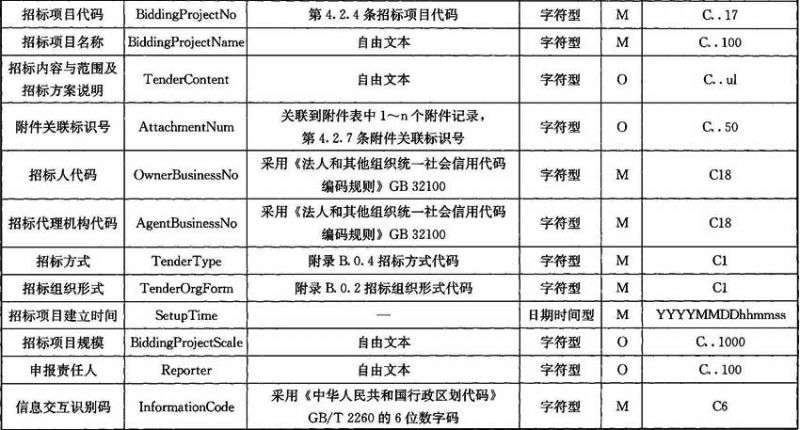 招标项目代码 BiddingProjectNo 第4.2.4条招标项目代码 字符型 M C..17
招标项目名称 BiddingProjectName 自由文本 字符型 M C..100
招标内容与范围及
招标方案说明 TenderContent 自由文本 字符型 O C..ul
附件关联标识号 AttachmentNum 关联到附件表中1～n个附件记录,
第4.2.7条附件关联标识号 字符型 O C..50
招标人代码 OwnerBusinessNo 采用《法人和其他组织统一社会信用代码
编码规则》GB 32100 字符型 M C18
招标代理机构代码 AgentBusinessNo 采用《法人和其他组织统一社会信用代码
编码规则》GB 32100 字符型 M C18
招标方式 TenderType 附录B.0.4招标方式代码 字符型 M C1
招标组织形式 TenderOrgForm 附录B.0.2招标组织形式代码 字符型 M C1
招标项目建立时间 SetupTime — 日期时间型 M YYYYMMDDhhmmss
招标项目规模 BiddingProjectScale 自由文本 字符型 O C..1000
申报责任人 Reporter 自由文本 字符型 O C..100
信息交互识别码 InformationCode 采用《中华人民共和国行政区划代码》
GB/T 2260的6位数字码 字符型 M C6